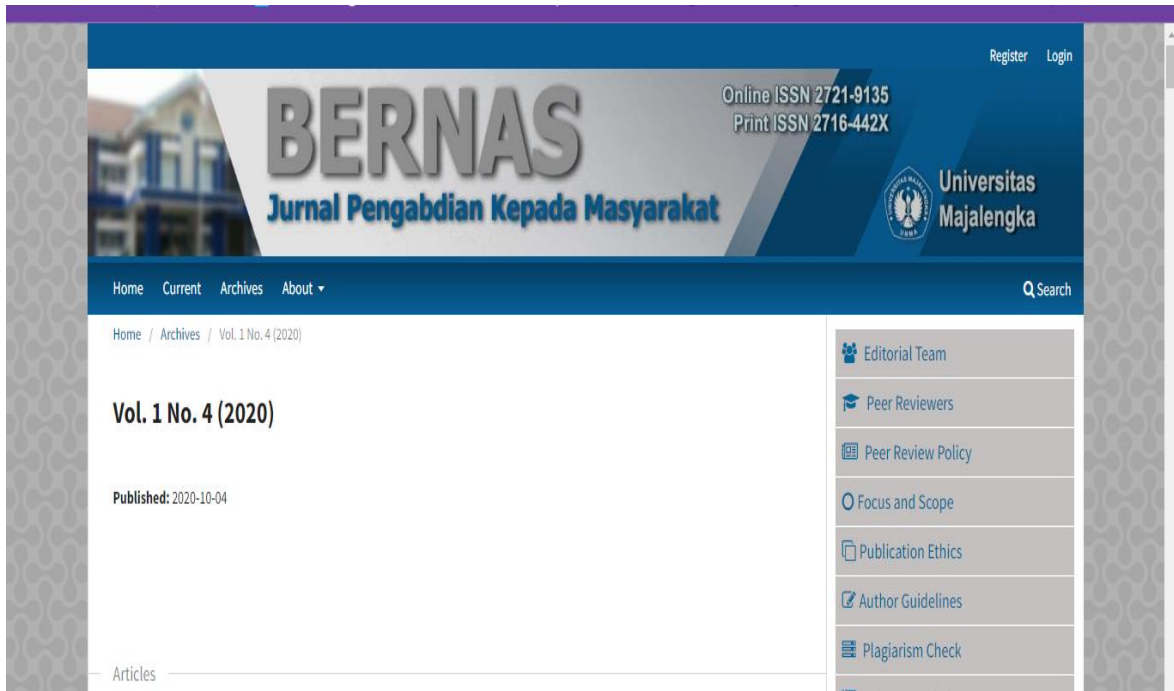 Register Login
BERNAS
Jurnal Pengabdian Kepada Masyarakat
Online ISSN 2721-9135
Print ISSN 2716-442X
Universitas
Majalengka
Home Current Archives About
Search
Home / Archives / Vol. 1 No. 4 (2020)
Vol. 1 No. 4 (2020)
Published: 2020-10-04
Articles
Editorial Team
Peer Reviewers
Peer Review Policy
Focus and Scope
Publication Ethics
Author Guidelines
Plagiarism Check